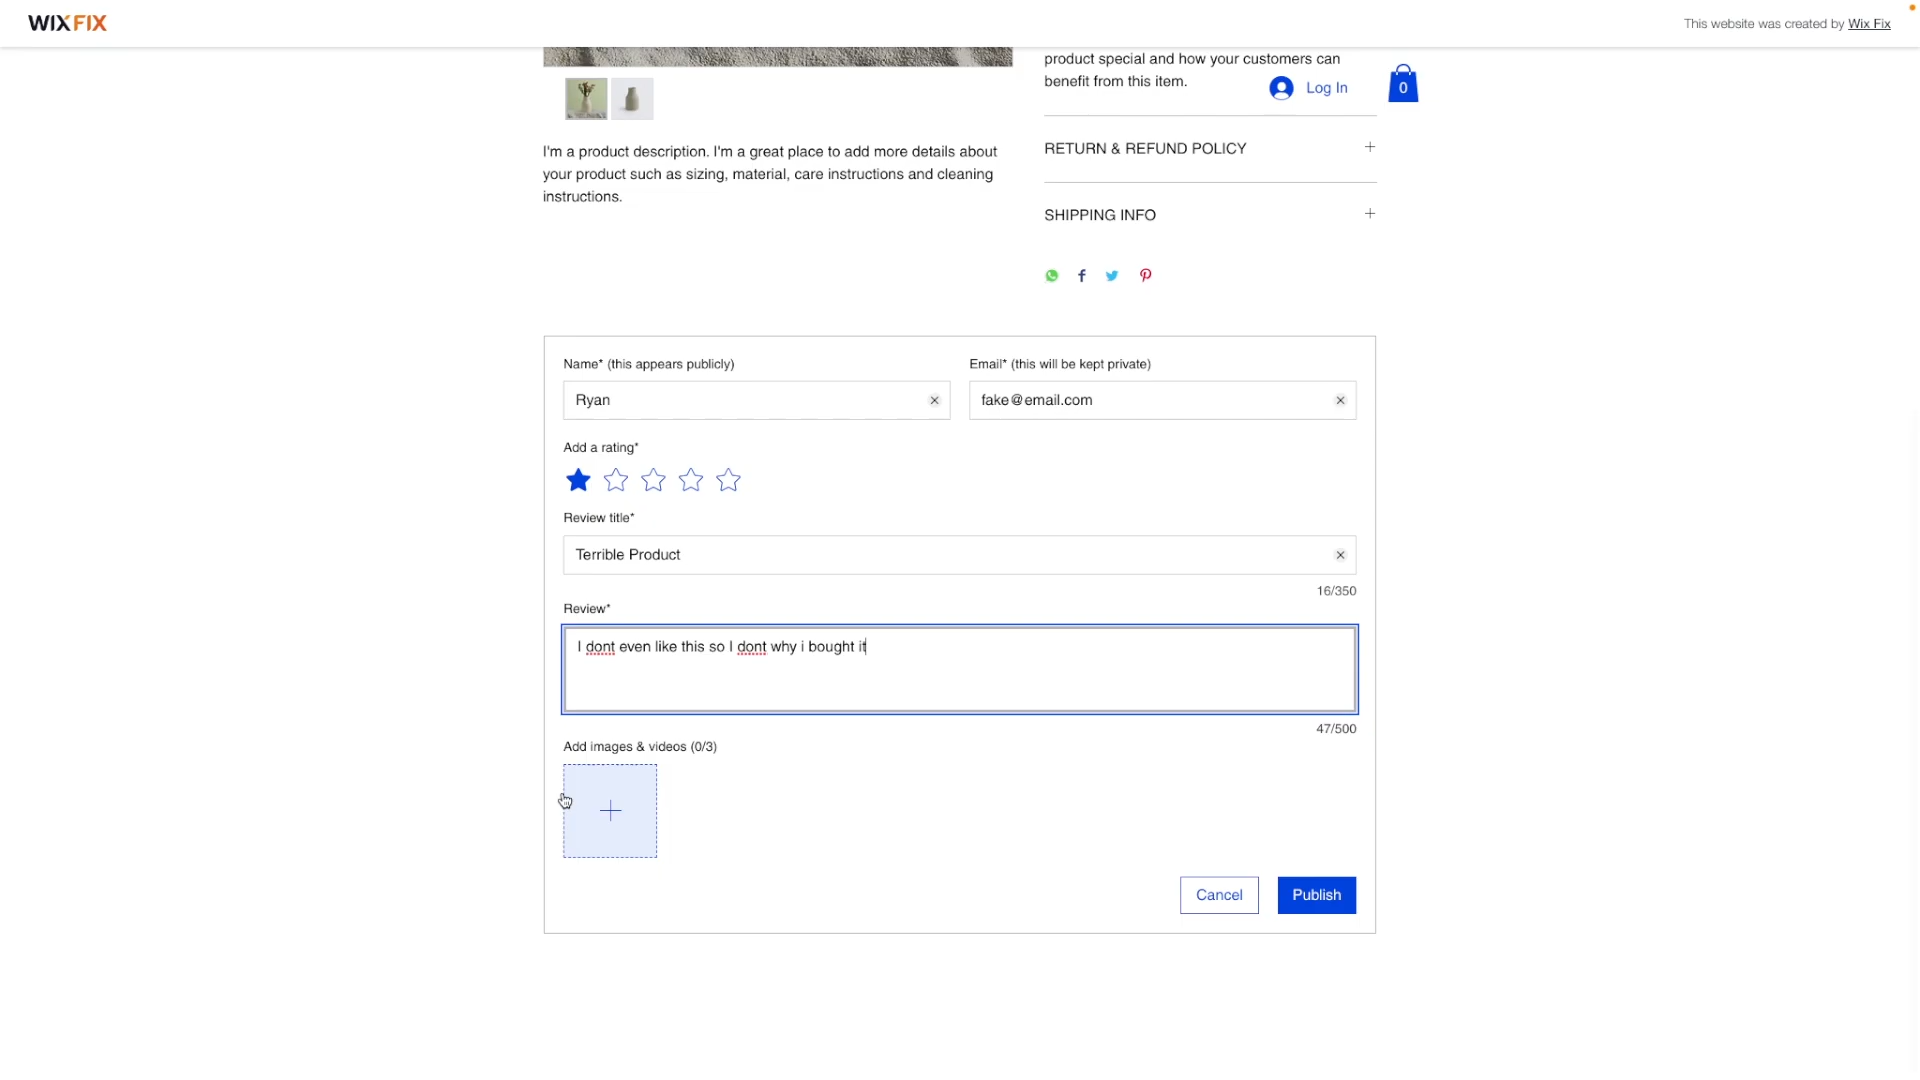 WIXFIX
This website was created by Wix Fix
product special and how your customers can
benefit from this item.
Log In
0
I'm a product description. I'm a great place to add more details about
your product such as sizing, material, care instructions and cleaning
instructions.
RETURN & REFUND POLICY
SHIPPING INFO
Name* (this appears publicly)
Email* (this will be kept private)
Ryan
fake@email.com
Add a rating*
Review title*
Terrible Product
16/350
Review*
I dont even like this so I dont why i bought it
47/500
Add images & videos (0/3)
Cancel
Publish